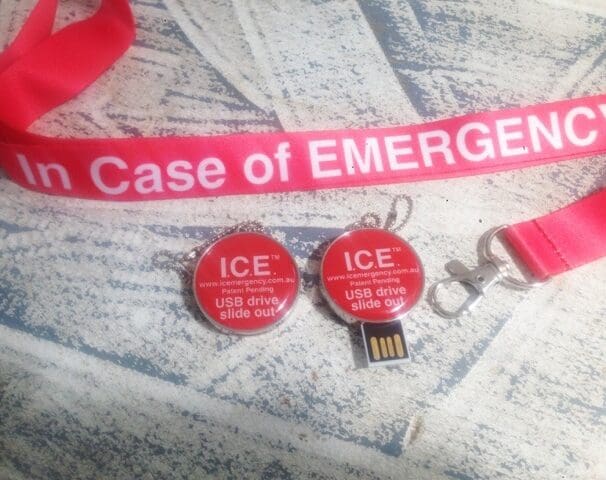 In Case of EMERGENCY
I.C.E.™
www.icemergency.com.au
Patent Pending
USB drive
slide out
I.C.E.™
www.icemergency.com.au
Patent Pending
USB drive
slide out